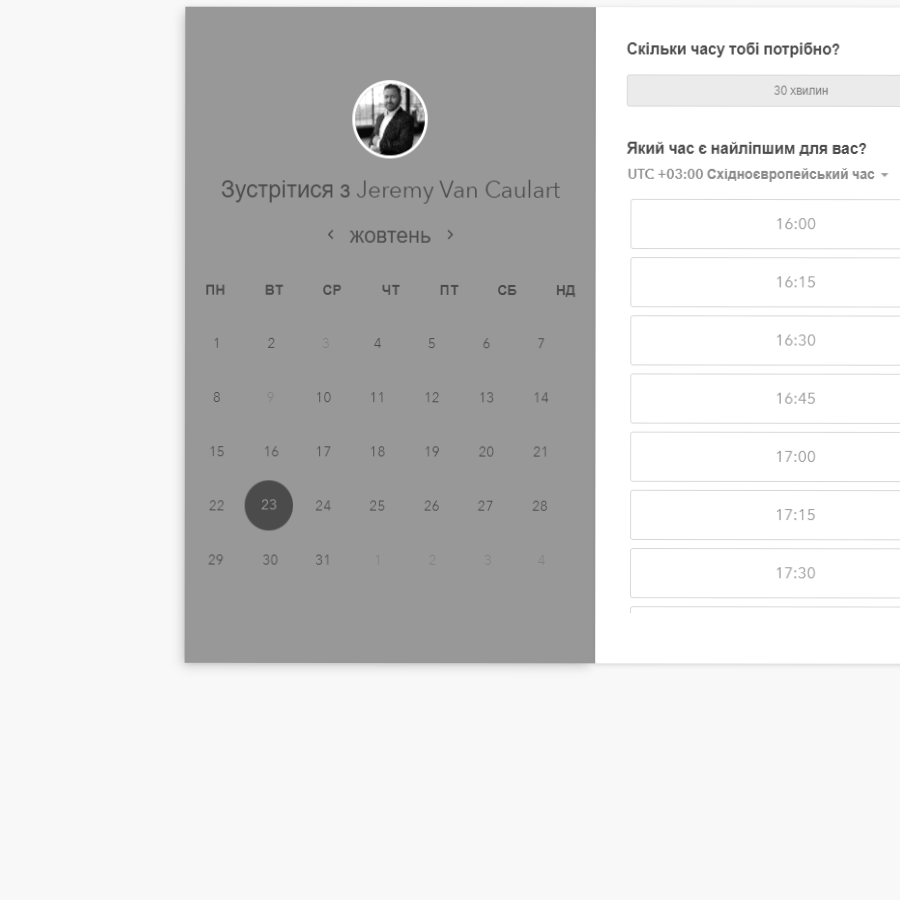 Зустрітися з Jeremy Van Caulart
жовтень
ПН ВТ СР ЧТ ПТ СБ НД
1 2 3 4 5 6 7
8 9 10 11 12 13 14
15 16 17 18 19 20 21
22 23 24 25 26 27 28
29 30 31 1 2 3 4
Скільки часу тобі потрібно?
30 хвилин
Який час є найліпшим для вас?
UTC +03:00 Східноєвропейський час
16:00
16:15
16:30
16:45
17:00
17:15
17:30